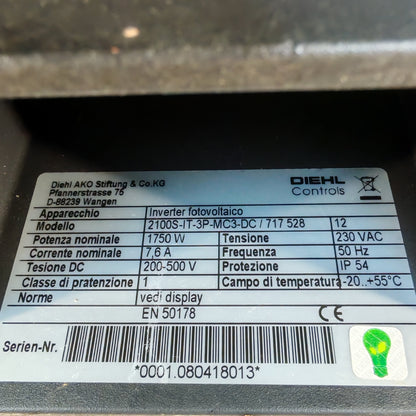 Diehl AKO Stiftung & Co.KG
Pfannerstrasse 75
D-88239 Wangen
DIEHL
Controls
Apparecchio Inverter fotovoltaico
Modello 2100S-IT-3P-MC3-DC / 717 528 12
Potenza nominale 1750 W Tensione 230 VAC
Corrente nominale 7,6 A Frequenza 50 Hz
Tesione DC 200-500 V Protezione IP 54
Classe di pratenzione 1 Campo di temperatura -20..+55°C
Norme vedi display
EN 50178 CE
Serien-Nr.
*0001.080418013*